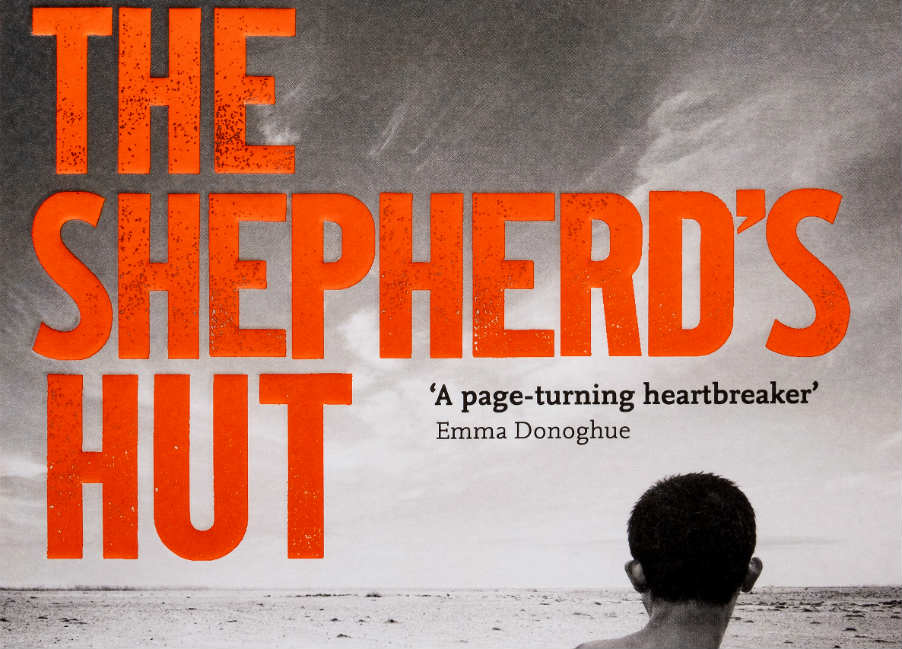 THE
SHEPHERD'S
HUT
‘A page-turning heartbreaker’
Emma Donoghue